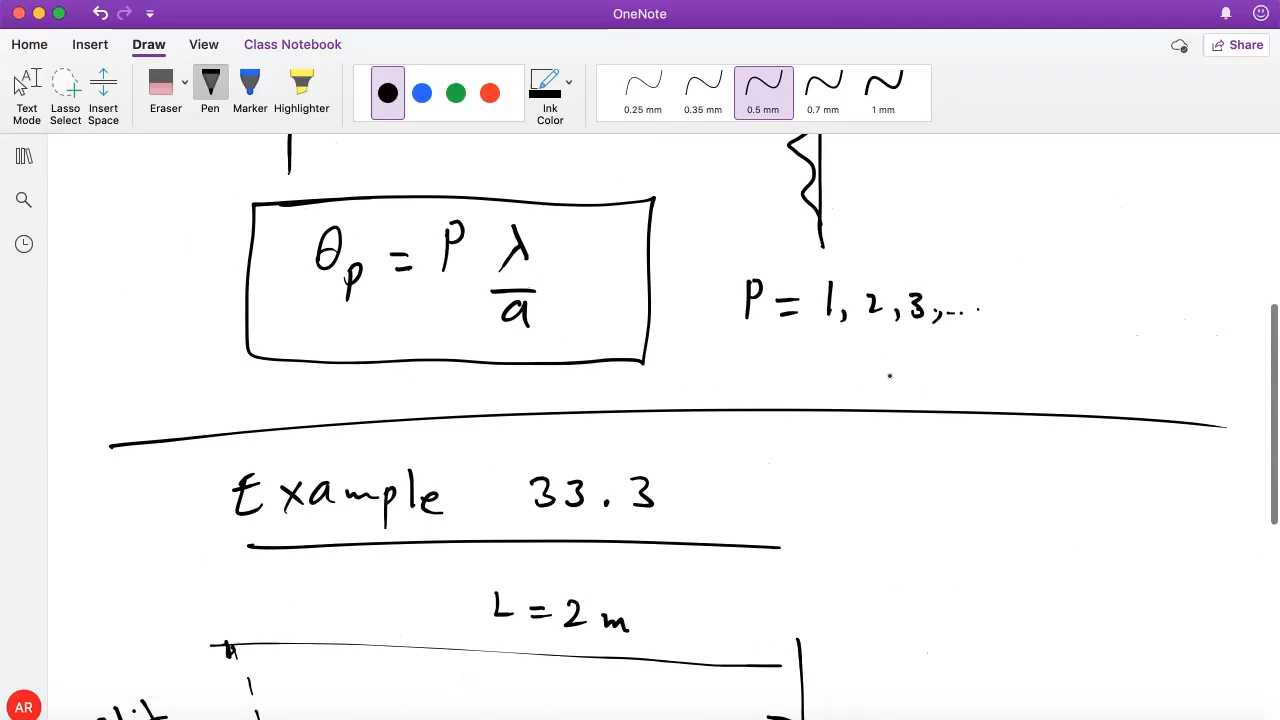 OneNote
Home Insert Draw View Class Notebook Share
Text Mode Lasso Select Insert Space Eraser Pen Marker Highlighter Ink Color 0.25 mm 0.35 mm 0.5 mm 0.7 mm 1 mm
θp = P λ/a
P = 1, 2, 3, ...
Example 33.3
L = 2 m
slit
AR